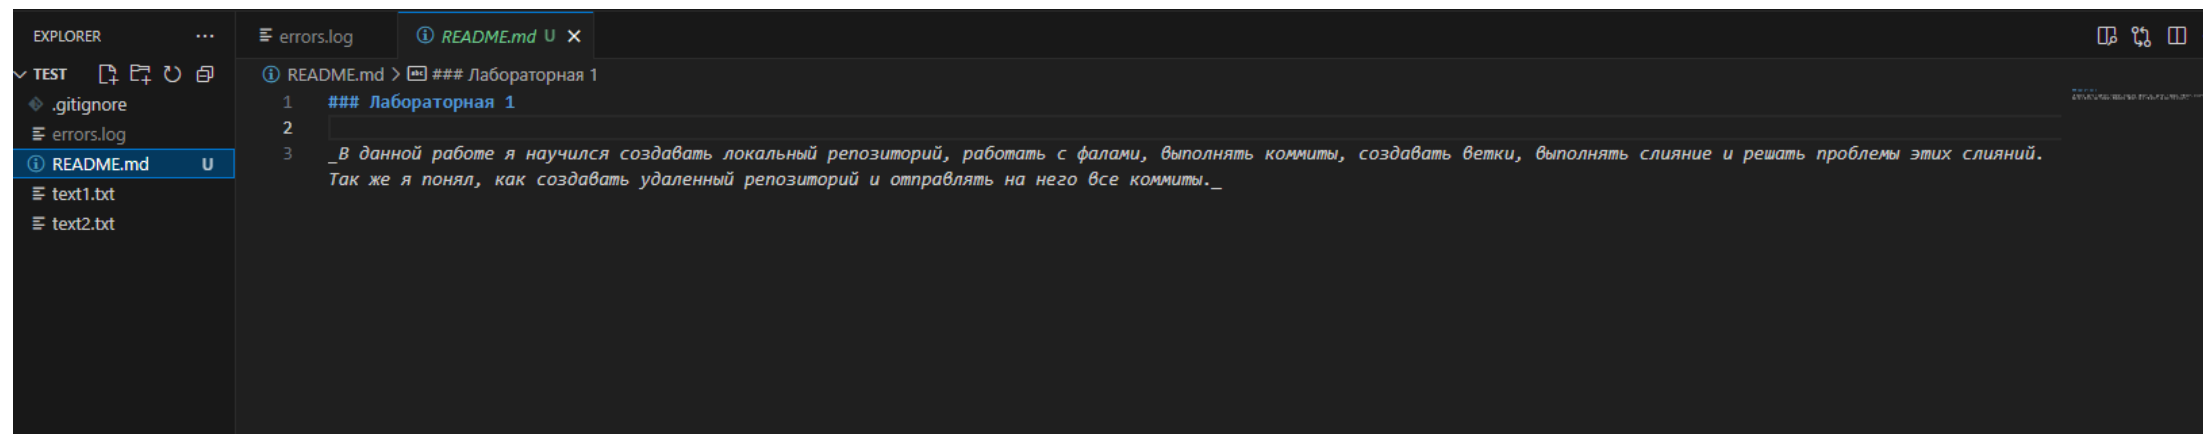 EXPLORER ...
TEST
.gitignore
errors.log
README.md U
text1.txt
text2.txt
errors.log README.md U
README.md > ### Лабораторная 1
1 ### Лабораторная 1
2
3 _В данной работе я научился создавать локальный репозиторий, работать с фалами, выполнять коммиты, создавать ветки, выполнять слияние и решать проблемы этих слияний.
Так же я понял, как создавать удаленный репозиторий и отправлять на него все коммиты._